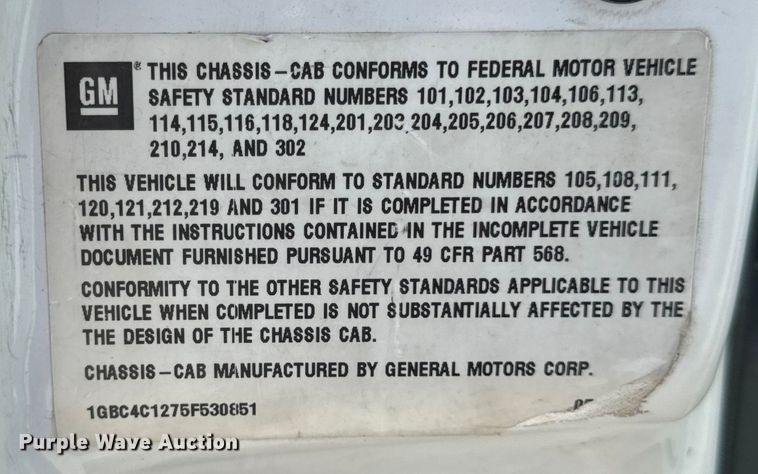 GM ® THIS CHASSIS-CAB CONFORMS TO FEDERAL MOTOR VEHICLE
SAFETY STANDARD NUMBERS 101,102,103,104,106,113,
114,115,116,118,124,201,203 204,205,206,207,208,209,
210,214, AND 302
THIS VEHICLE WILL CONFORM TO STANDARD NUMBERS 105,108,111,
120,121,212,219 AND 301 IF IT IS COMPLETED IN ACCORDANCE
WITH THE INSTRUCTIONS CONTAINED IN THE INCOMPLETE VEHICLE
DOCUMENT FURNISHED PURSUANT TO 49 CFR PART 568.
CONFORMITY TO THE OTHER SAFETY STANDARDS APPLICABLE TO THIS
VEHICLE WHEN COMPLETED IS NOT SUBSTANTIALLY AFFECTED BY THE
THE DESIGN OF THE CHASSIS CAB.
CHASSIS-CAB MANUFACTURED BY GENERAL MOTORS CORP.
1GBC4C1275F530851
Purple Wave Auction